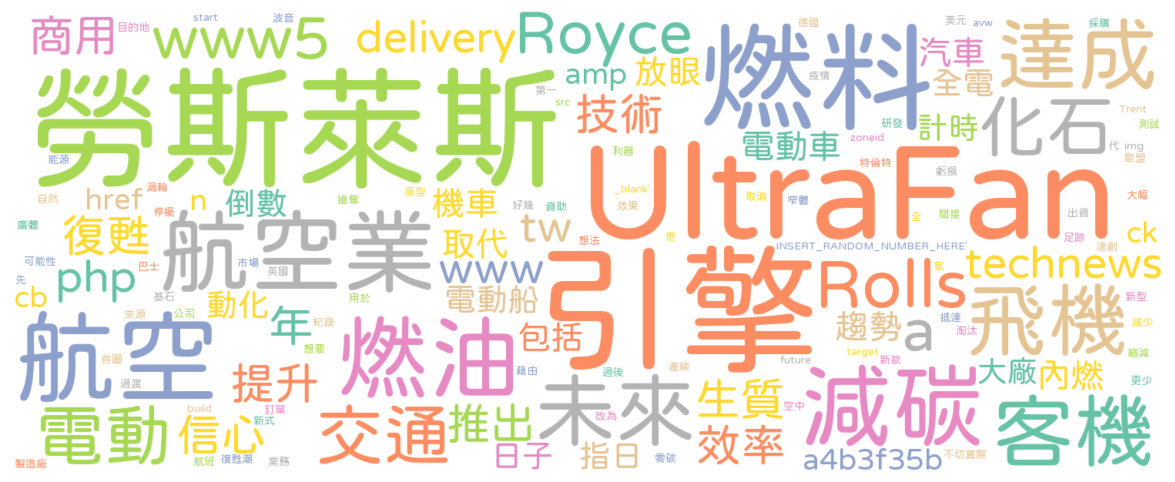 start 波音 德國 美元 avw 採購
商用 目的地 www5 delivery Royce 燃料 汽車 達成
勞斯萊斯 第一 amp 放眼 疫情 全電
src 技術 研發 計時 化石 Trent 測試
能源 利器 電動車 zoneid 代 img
渦輪 原型 UltraFan 特倫特 虧損 歐盟
自然 href n 倒數 搶奪 機車 好幾 資助 _blank' 效果 取消 窄體 大幅
廣體 停擺 復甦 航空業 取代 tw 想法 億 全 間接 出資 足跡 ck
INSERT_RANDOM_NUMBER_HERE' 達創
可能性 先 php 巴士 市場 英國 www 引擎 氫 technews
cb 基石 動化 用於 電動船 Rolls 抵達 新型
來源 公司 年 紀錄 包括 趨勢 a 淘汰 飛機 減少
航空 首圖 想要 燃油 future target 新款 縮減
過渡 提升 藉由 過後 產線 大廠 內燃 更少
build 訂單 未來 改為 生質 空中 減碳 客機
電動 信心 新式 交通 推出 效率
製造廠 航班 復甦潮 業務 日子 指日 零碳 a4b3f35b 不切實際